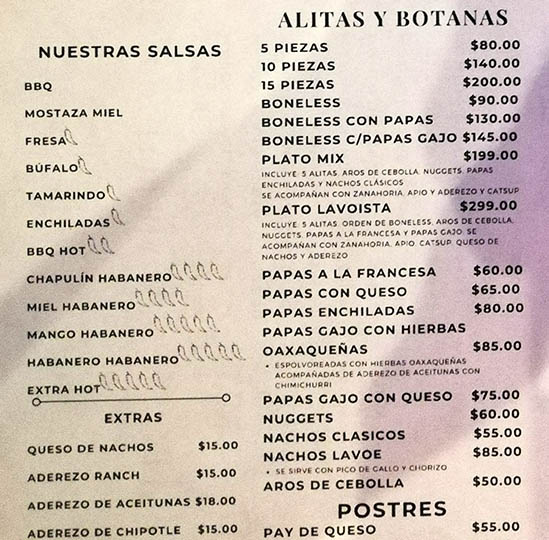 NUESTRAS SALSAS
BBQ
MOSTAZA MIEL
FRESA
BÚFALO
TAMARINDO
ENCHILADAS
BBQ HOT
CHAPULÍN HABANERO
MIEL HABANERO
MANGO HABANERO
HABANERO HABANERO
EXTRA HOT
EXTRAS
QUESO DE NACHOS $15.00
ADEREZO RANCH $15.00
ADEREZO DE ACEITUNAS $18.00
ADEREZO DE CHIPOTLE $15.00
ALITAS Y BOTANAS
5 PIEZAS $80.00
10 PIEZAS $140.00
15 PIEZAS $200.00
BONELESS $90.00
BONELESS CON PAPAS $130.00
BONELESS C/PAPAS GAJO $145.00
PLATO MIX $199.00
INCLUYE: 5 ALITAS, AROS DE CEBOLLA, NUGGETS, PAPAS
ENCHILADAS Y NACHOS CLÁSICOS
SE ACOMPAÑAN CON ZANAHORIA, APIO Y ADEREZO Y CATSUP
PLATO LAVOISTA $299.00
INCLUYE: 5 ALITAS, ORDEN DE BONELESS, AROS DE CEBOLLA,
NUGGETS, PAPAS A LA FRANCESA Y PAPAS GAJO, SE
ACOMPAÑAN CON ZANAHORIA, APIO, CATSUP, QUESO DE
NACHOS Y ADEREZO
PAPAS A LA FRANCESA $60.00
PAPAS CON QUESO $65.00
PAPAS ENCHILADAS $80.00
PAPAS GAJO CON HIERBAS
OAXAQUEÑAS $85.00
• ESPOLVOREADAS CON HIERBAS OAXAQUEÑAS
ACOMPAÑADAS DE ADEREZO DE ACEITUNAS CON
CHIMICHURRI
PAPAS GAJO CON QUESO $75.00
NUGGETS $60.00
NACHOS CLASICOS $55.00
NACHOS LAVOE $85.00
• SE SIRVE CON PICO DE GALLO Y CHORIZO
AROS DE CEBOLLA $50.00
POSTRES
PAY DE QUESO $55.00